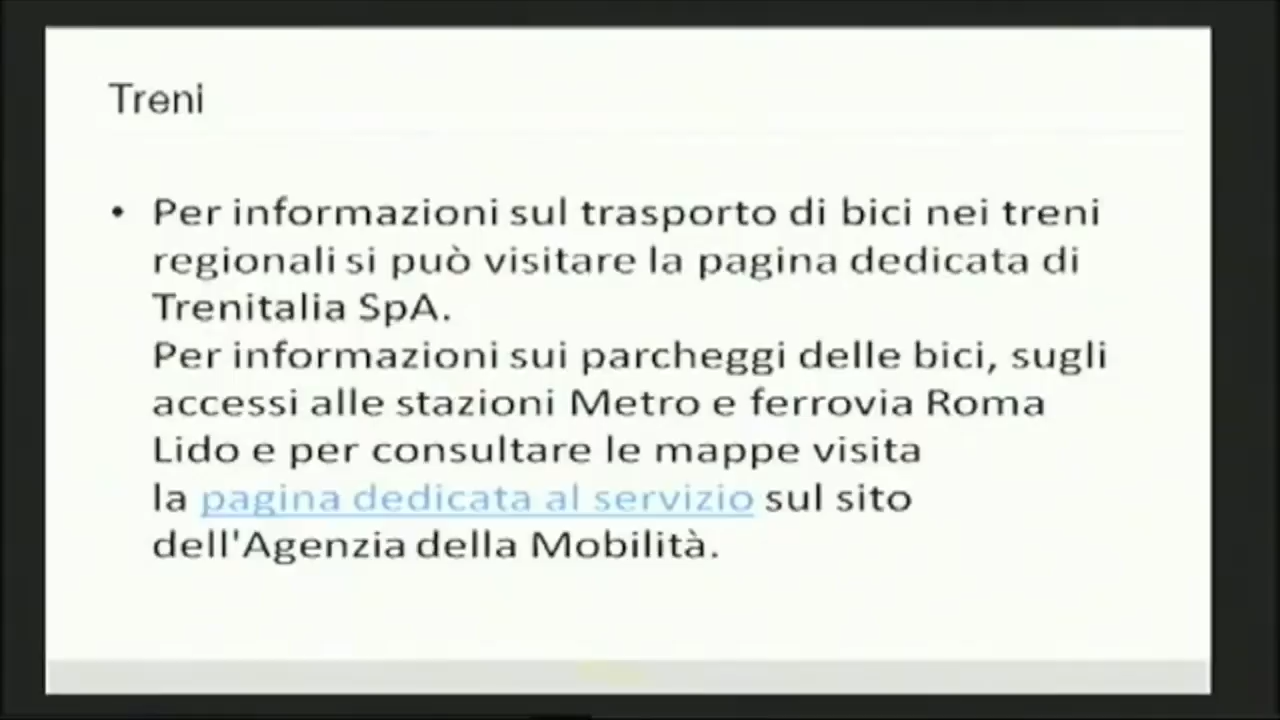 Treni
• Per informazioni sul trasporto di bici nei treni
regionali si può visitare la pagina dedicata di
Trenitalia SpA.
Per informazioni sui parcheggi delle bici, sugli
accessi alle stazioni Metro e ferrovia Roma
Lido e per consultare le mappe visita
la pagina dedicata al servizio sul sito
dell'Agenzia della Mobilità.